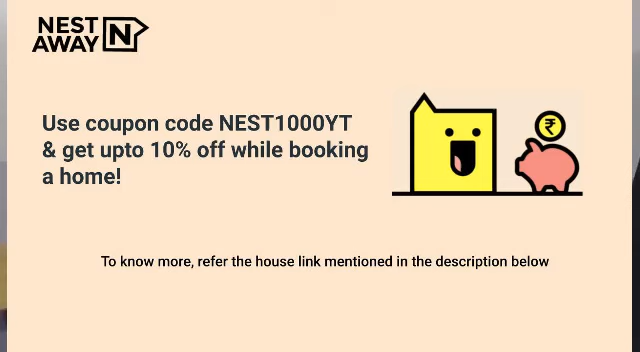 NEST
AWAY N
Use coupon code NEST1000YT
& get upto 10% off while booking
a home!
₹
To know more, refer the house link mentioned in the description below